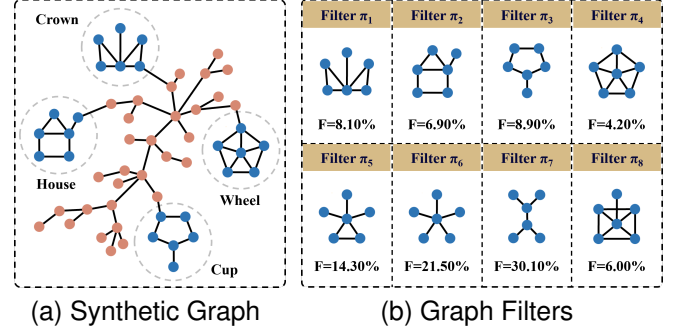 Crown
House
Wheel
Cup
(a) Synthetic Graph
Filter π₁ Filter π₂ Filter π₃ Filter π₄
F=8.10% F=6.90% F=8.90% F=4.20%
Filter π₅ Filter π₆ Filter π₇ Filter π₈
F=14.30% F=21.50% F=30.10% F=6.00%
(b) Graph Filters